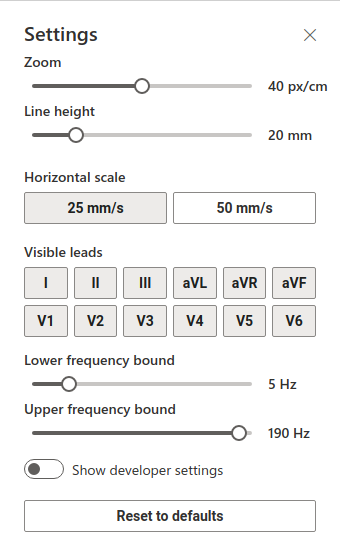 Settings
Zoom
40 px/cm
Line height
20 mm
Horizontal scale
25 mm/s 50 mm/s
Visible leads
I II III aVL aVR aVF
V1 V2 V3 V4 V5 V6
Lower frequency bound
5 Hz
Upper frequency bound
190 Hz
Show developer settings
Reset to defaults